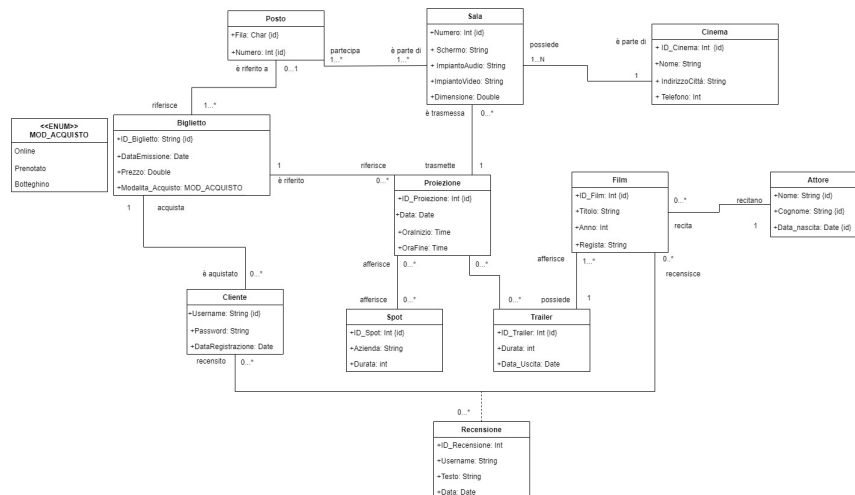 Posto
+Fila: Char {id}
+Numero: Int {id}
è riferito a
0...1
partecipa
1...*
è parte di
1...*
Sala
+Numero: Int {id}
+ Schermo: String
+ ImpiantoAudio: String
+ImpiantoVideo: String
+Dimensione: Double
è trasmessa
0...*
possiede
1...N
è parte di
1
Cinema
+ ID_Cinema: Int {id}
+Nome: String
+ IndirizzoCittà: String
+ Telefono: Int
riferisce
1...*
<<ENUM>>
MOD_ACQUISTO
Online
Prenotato
Botteghino
Biglietto
+ID_Biglietto: String {id}
+DataEmissione: Date
+Prezzo: Double
+Modalita_Acquisto: MOD_ACQUISTO
1
è riferito
riferisce
0...*
trasmette
1
1
acquista
Proiezione
+ID_Proiezione: Int {id}
+Data: Date
+OraInizio: Time
+OraFine: Time
Film
+ID_Film: Int {id}
+Titolo: String
+Anno: Int
+Regista: String
0...*
recita
recitano
1
Attore
+Nome: String {id}
+Cognome: String {id}
+Data_nascita: Date {id}
afferisce
0...*
0...*
afferisce
1...*
0...*
recensisce
è aquistato
0...*
afferisce
0...*
0...*
possiede
1
Cliente
+Username: String {id}
+Password: String
+DataRegistrazione: Date
recensito
0...*
Spot
+ID_Spot: Int {id}
+Azienda: String
+Durata: int
Trailer
+ID_Trailer: Int {id}
+Durata: int
+Data_Uscita: Date
0...*
Recensione
+ID_Recensione: Int
+Username: String
+Testo: String
+Data: Date